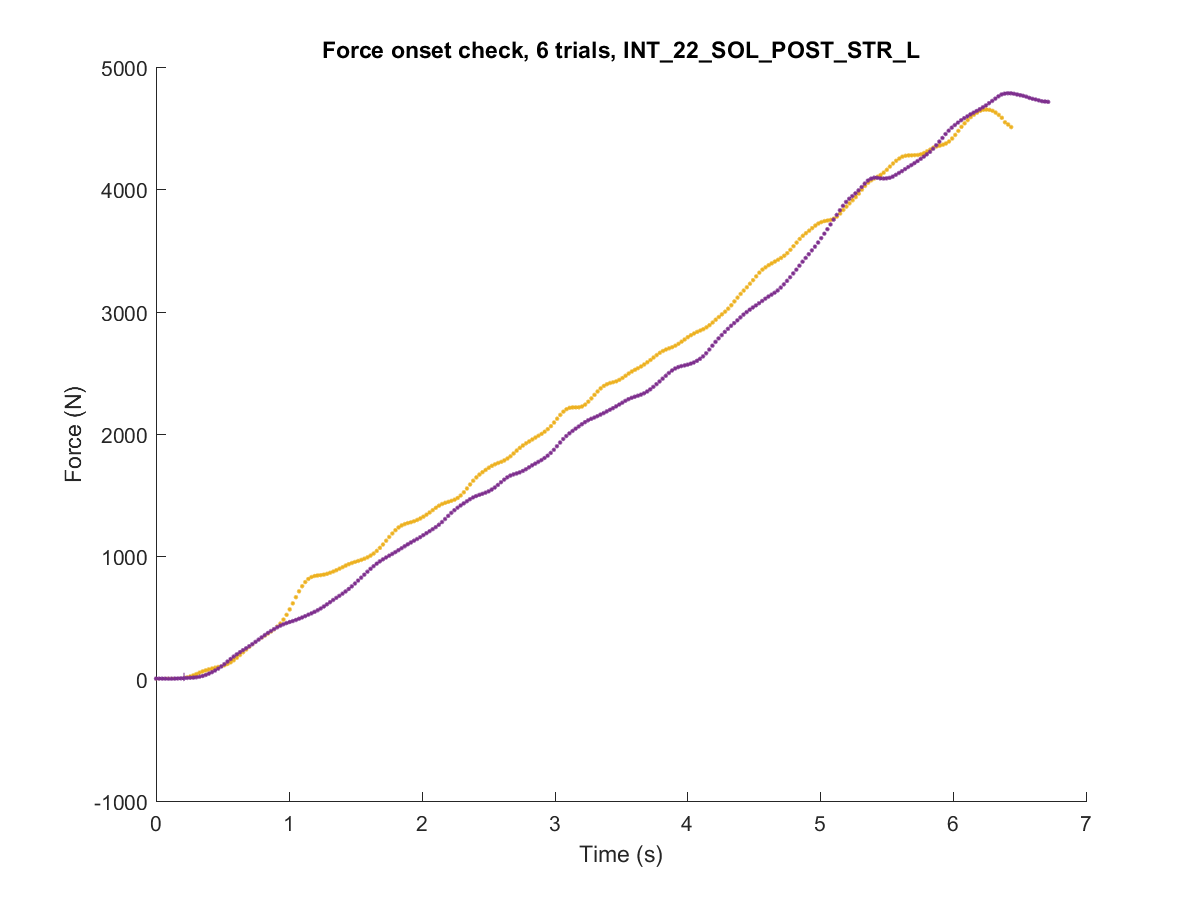 Force onset check, 6 trials, INT_22_SOL_POST_STR_L
5000
4000
3000
2000
1000
0
-1000
Force (N)
0 1 2 3 4 5 6 7
Time (s)